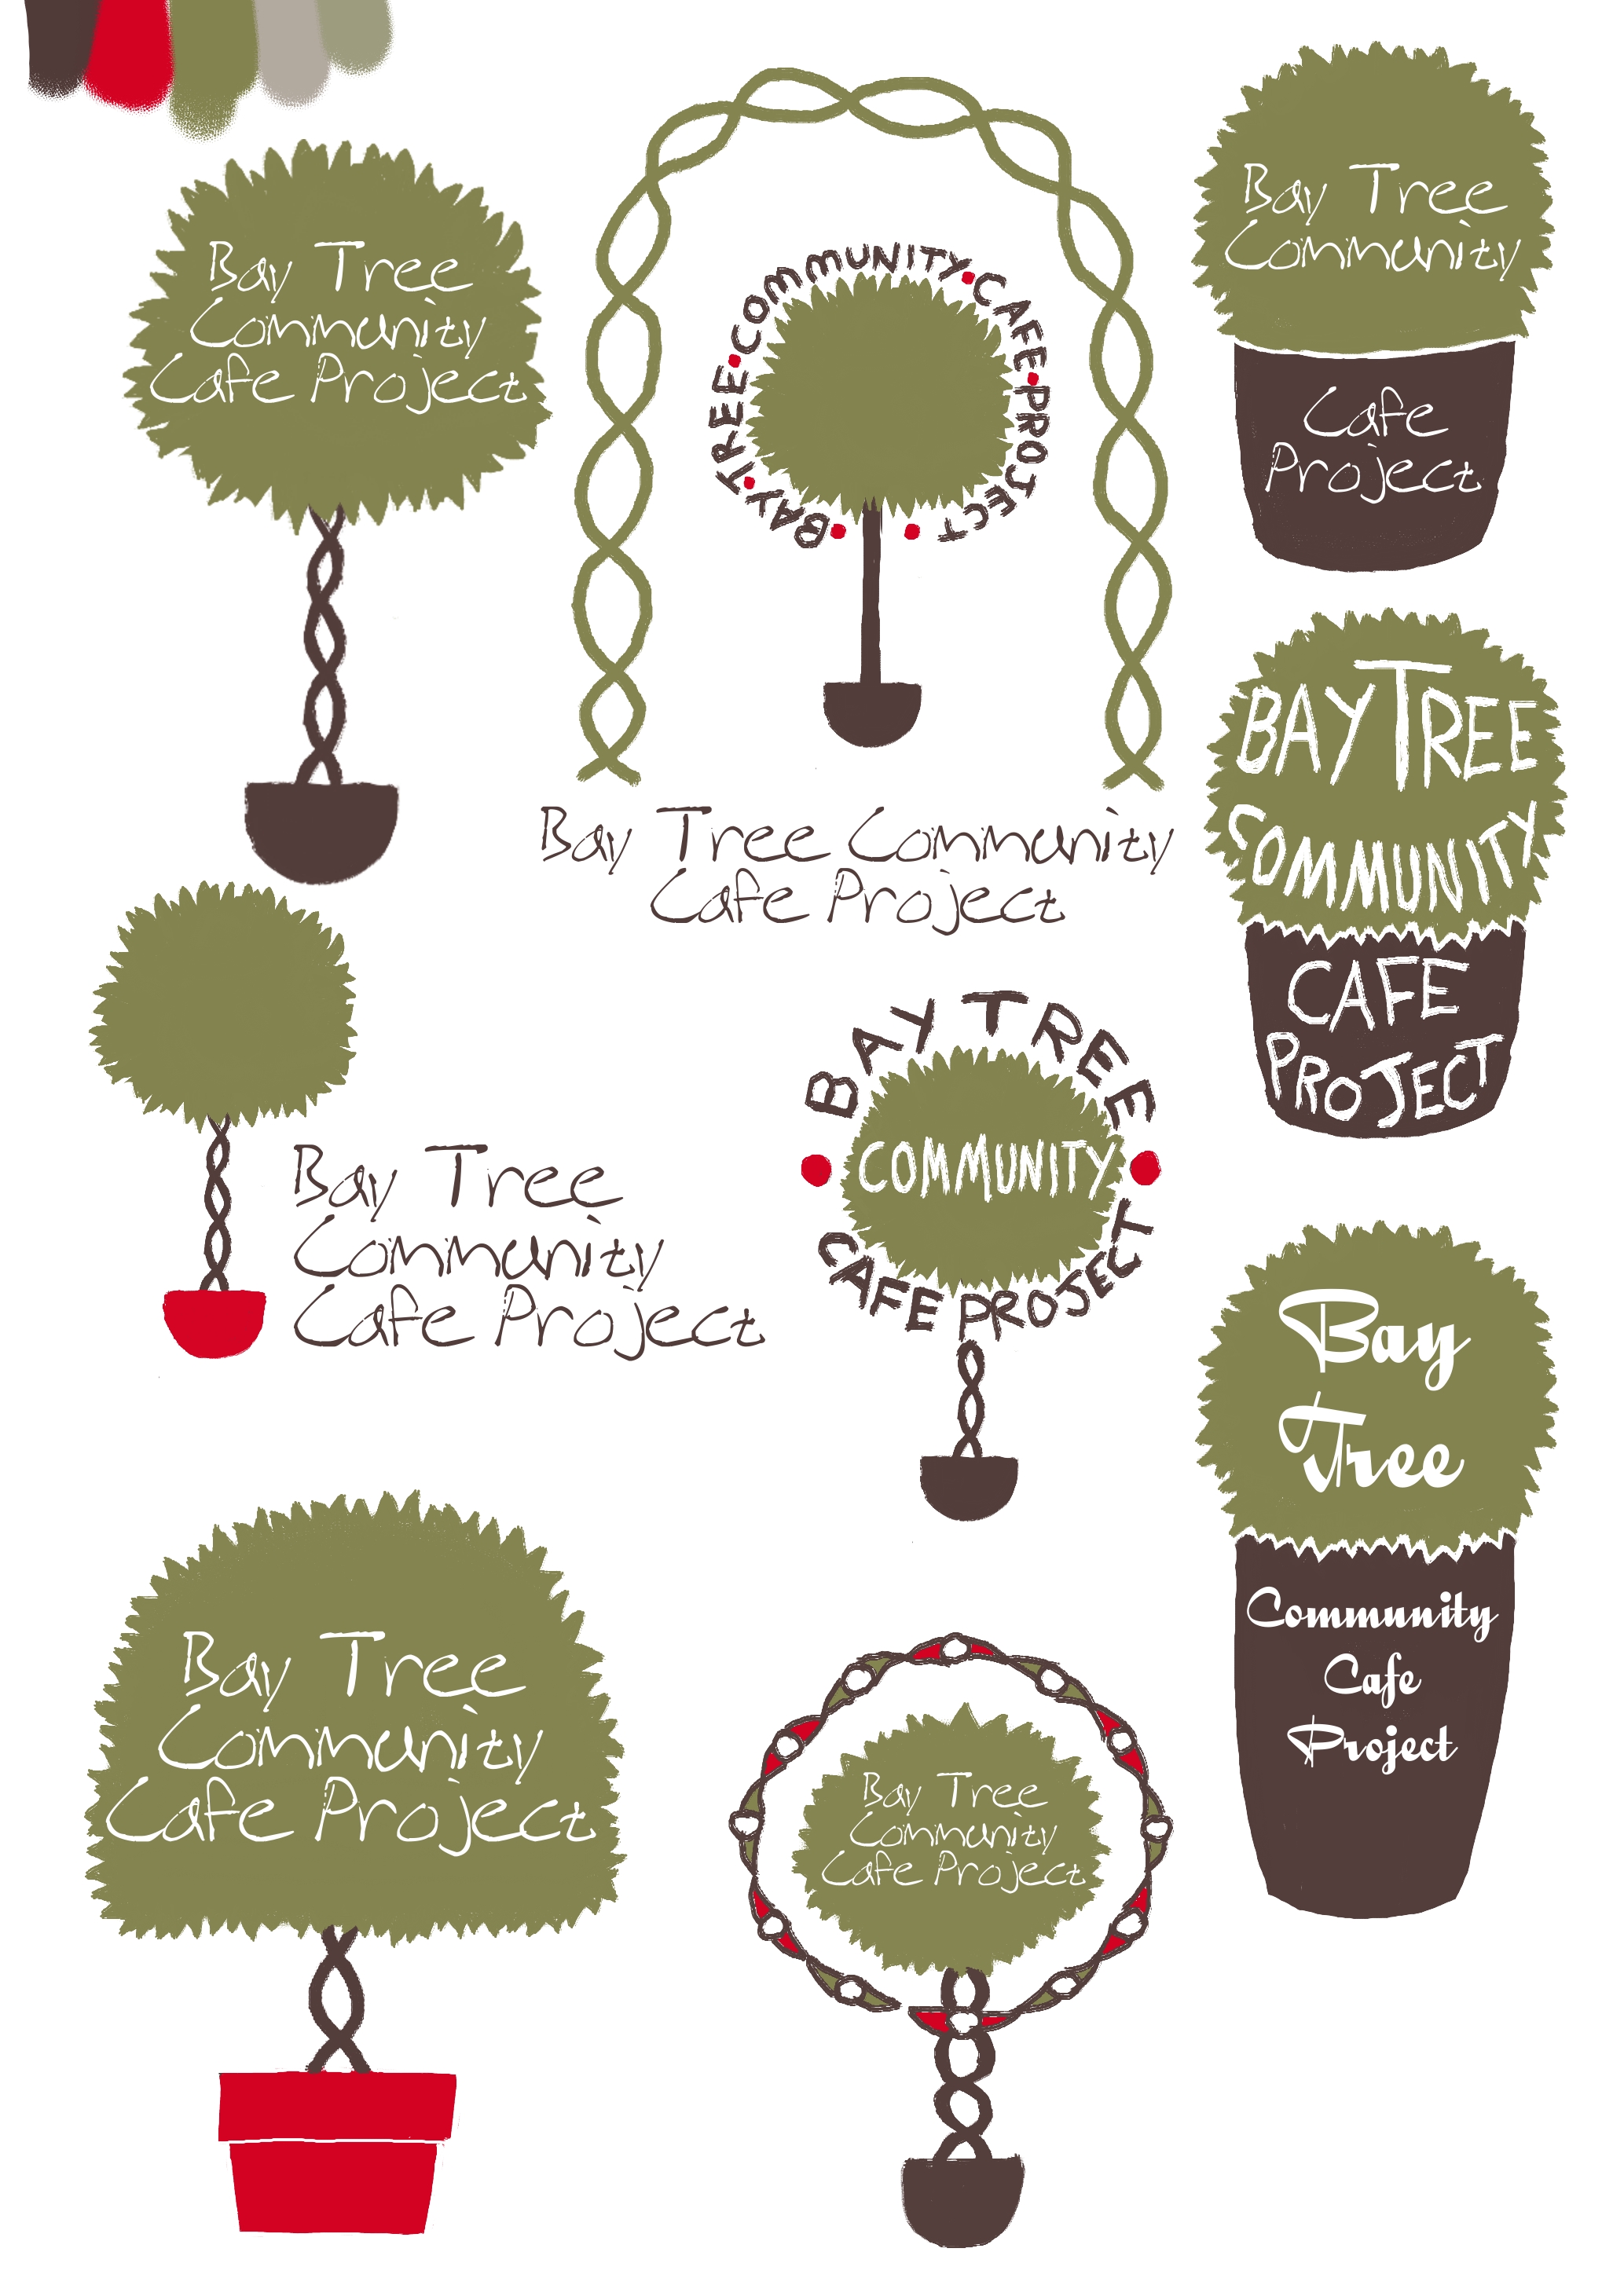 Bay Tree
Community
Cafe Project
BAY•TREE•COMMUNITY•CAFE•PROJECT
Bay Tree Community
Cafe Project
Bay Tree
Community
Cafe
Project
BAY TREE
COMMUNITY
CAFE
PROJECT
Bay Tree
Community
Cafe Project
BAY TREE
COMMUNITY
CAFE PROJECT
Bay
Tree
Community
Cafe
Project
Bay Tree
Community
Cafe Project
Bay Tree
Community
Cafe Project